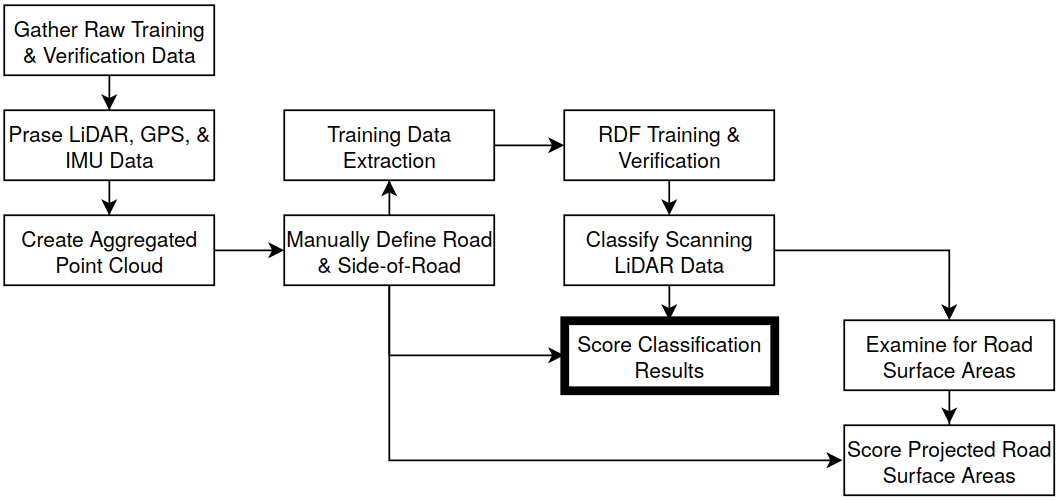 Gather Raw Training
& Verification Data
Prase LiDAR, GPS, &
IMU Data
Create Aggregated
Point Cloud
Training Data
Extraction
Manually Define Road
& Side-of-Road
RDF Training &
Verification
Classify Scanning
LiDAR Data
Score Classification
Results
Examine for Road
Surface Areas
Score Projected Road
Surface Areas